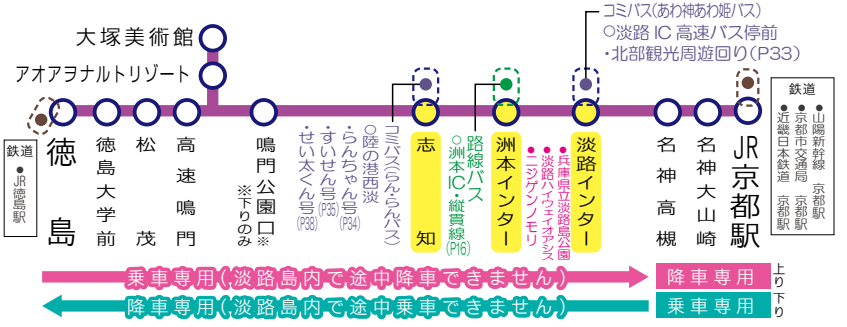 コミバス(あわ神あわ姫バス)
○淡路IC高速バス停前
・北部観光周遊回り(P33)
大塚美術館
アオアヲナルトリゾート
鉄道
●JR徳島駅
徳島
徳島大学前
松茂
高速鳴門
鳴門公園口※
※下りのみ
コミバス(らん・らんバス)
○陸の港西淡
・らんちゃん号(P34)
・すいせん号(P35)
・せい太くん号(P38)
志知
路線バス
○洲本IC・縦貫線(P16)
洲本インター
●兵庫県立淡路島公園
●淡路ハイウェイオアシス
●ニジゲンノモリ
淡路インター
名神高槻
名神大山崎
JR京都駅
鉄道
●山陽新幹線 京都駅
●京都市交通局 京都駅
●近畿日本鉄道 京都駅
乗車専用(淡路島内で途中降車できません)
降車専用
上り
降車専用(淡路島内で途中乗車できません)
乗車専用
下り